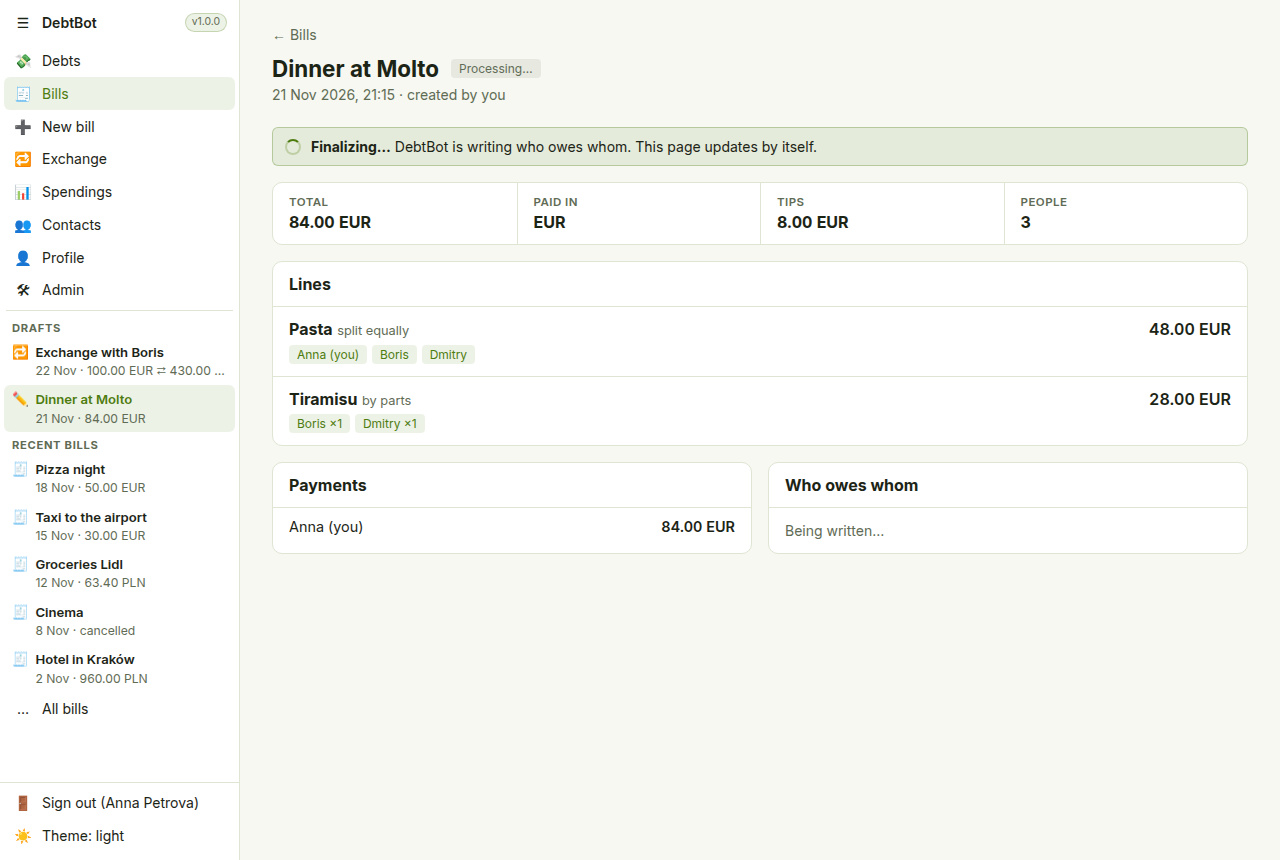 ☰ DebtBot v1.0.0
💸 Debts
🧾 Bills
➕ New bill
🔁 Exchange
📊 Spendings
👥 Contacts
👤 Profile
🛠 Admin
DRAFTS
🔁 Exchange with Boris
22 Nov · 100.00 EUR ⇄ 430.00 ...
✏️ Dinner at Molto
21 Nov · 84.00 EUR
RECENT BILLS
🧾 Pizza night
18 Nov · 50.00 EUR
🧾 Taxi to the airport
15 Nov · 30.00 EUR
🧾 Groceries Lidl
12 Nov · 63.40 PLN
🧾 Cinema
8 Nov · cancelled
🧾 Hotel in Kraków
2 Nov · 960.00 PLN
... All bills
🚪 Sign out (Anna Petrova)
☀️ Theme: light
← Bills
Dinner at Molto Processing...
21 Nov 2026, 21:15 · created by you
Finalizing... DebtBot is writing who owes whom. This page updates by itself.
TOTAL
84.00 EUR
PAID IN
EUR
TIPS
8.00 EUR
PEOPLE
3
Lines
Pasta split equally 48.00 EUR
Anna (you) Boris Dmitry
Tiramisu by parts 28.00 EUR
Boris ×1 Dmitry ×1
Payments
Anna (you) 84.00 EUR
Who owes whom
Being written...